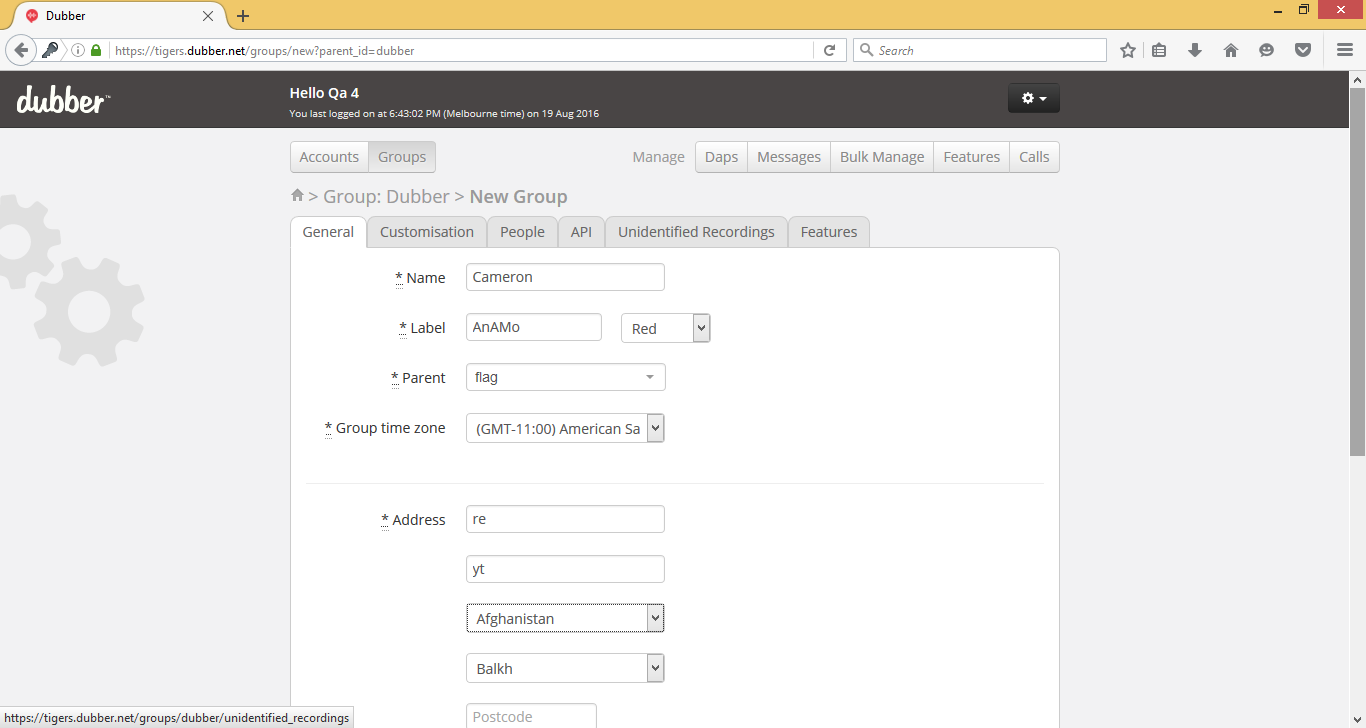 Dubber
https://tigers.dubber.net/groups/new?parent_id=dubber
Search
dubber™
Hello Qa 4
You last logged on at 6:43:02 PM (Melbourne time) on 19 Aug 2016
Accounts Groups Manage Daps Messages Bulk Manage Features Calls
> Group: Dubber > New Group
General Customisation People API Unidentified Recordings Features
* Name Cameron
* Label AnAMo Red
* Parent flag
* Group time zone (GMT-11:00) American Sa
* Address re
yt
Afghanistan
Balkh
Postcode
https://tigers.dubber.net/groups/dubber/unidentified_recordings